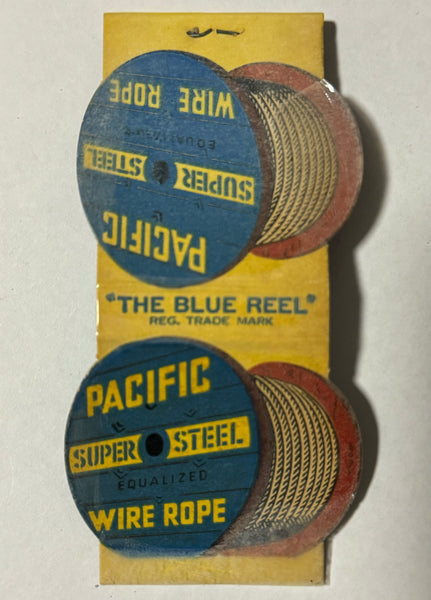 WIRE ROPE
EQUALIZED
SUPER STEEL
PACIFIC
"THE BLUE REEL"
REG. TRADE MARK
PACIFIC
SUPER STEEL
EQUALIZED
WIRE ROPE